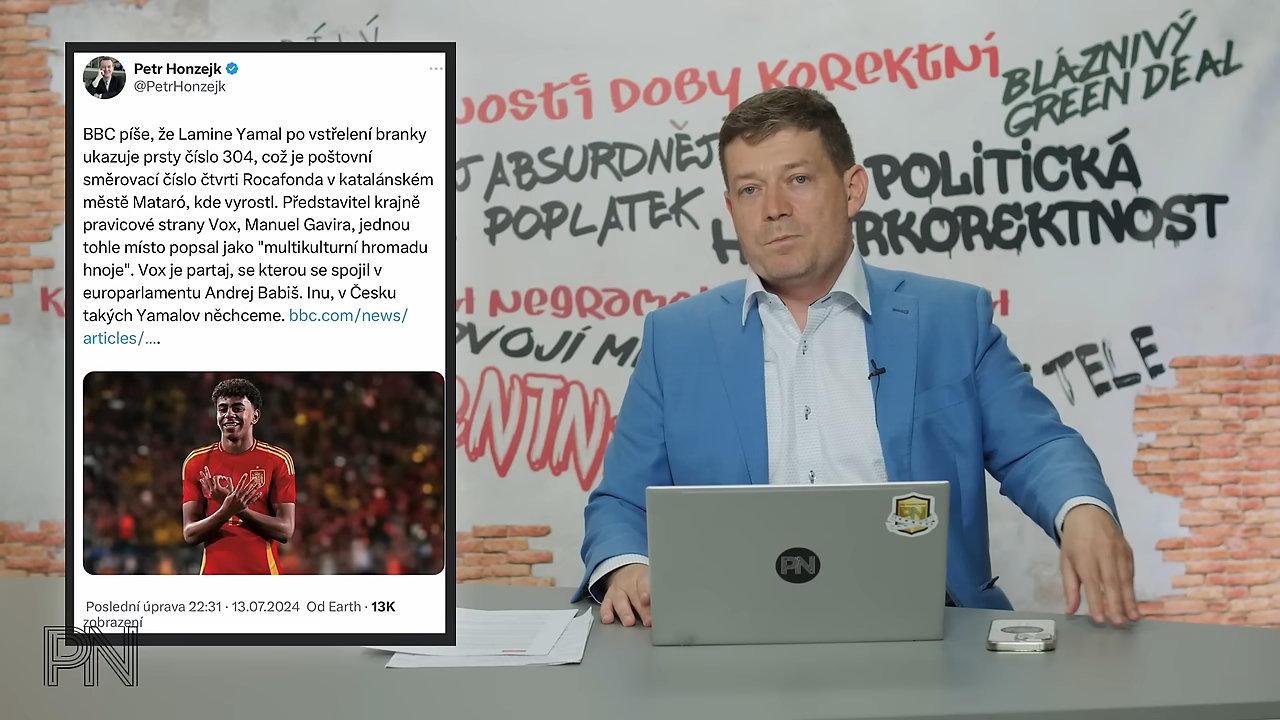 Petr Honzejk
@PetrHonzejk
BBC píše, že Lamine Yamal po vstřelení branky
ukazuje prsty číslo 304, což je poštovní
směrovací číslo čtvrti Rocafonda v katalánském
městě Mataró, kde vyrostl. Představitel krajně
pravicové strany Vox, Manuel Gavira, jednou
tohle místo popsal jako "multikulturní hromadu
hnoje". Vox je partaj, se kterou se spojil v
europarlamentu Andrej Babiš. Inu, v Česku
takých Yamalov něchceme. bbc.com/news/
articles/....
Poslední úprava 22:31 · 13.07.2024 Od Earth · 13K
zobrazení
PN
DOBY KOREKTNÍ
BLÁZNIVÝ
GREEN DEAL
ABSURDNĚJ
POPLATEK
POLITICKÁ
RKOREKTNOST
PN
PN